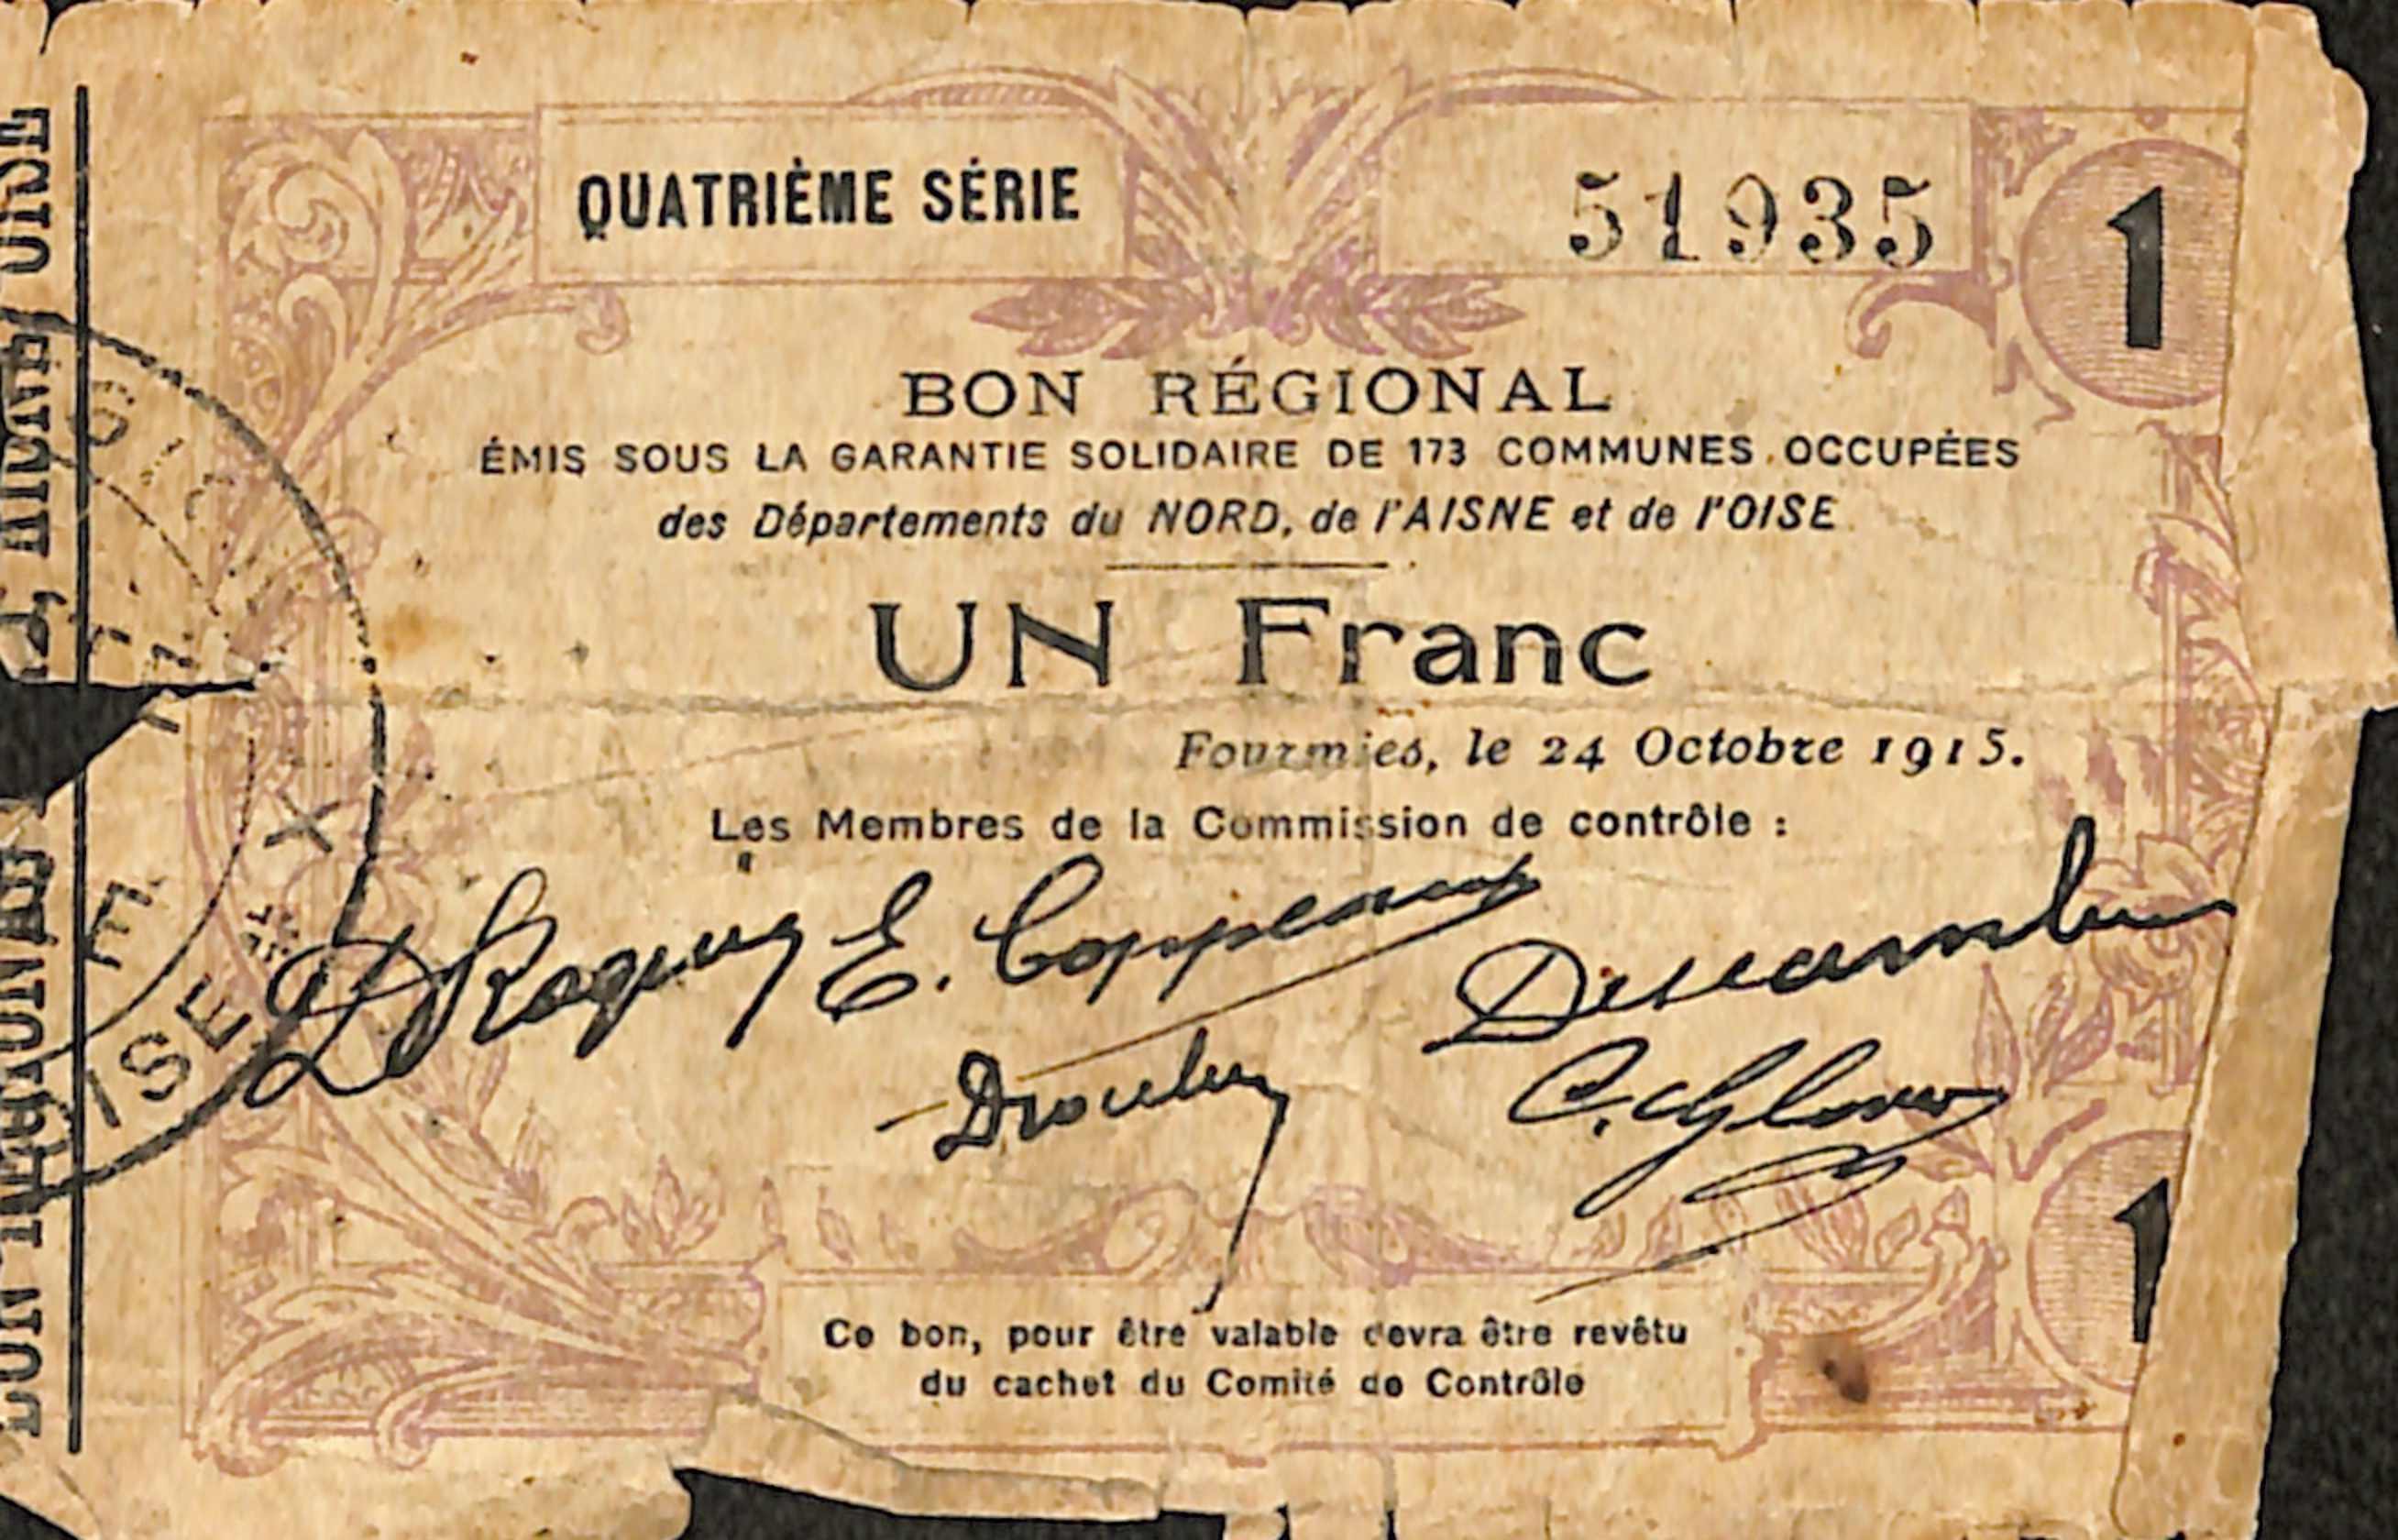 QUATRIÈME SÉRIE
51935
1
BON RÉGIONAL
ÉMIS SOUS LA GARANTIE SOLIDAIRE DE 173 COMMUNES OCCUPÉES
des Départements du NORD, de l'AISNE et de l'OISE
UN Franc
Fourmies, le 24 Octobre 1915.
Les Membres de la Commission de contrôle :
E. Coppeaux
1
Ce bon, pour être valable devra être revêtu
du cachet du Comité de Contrôle